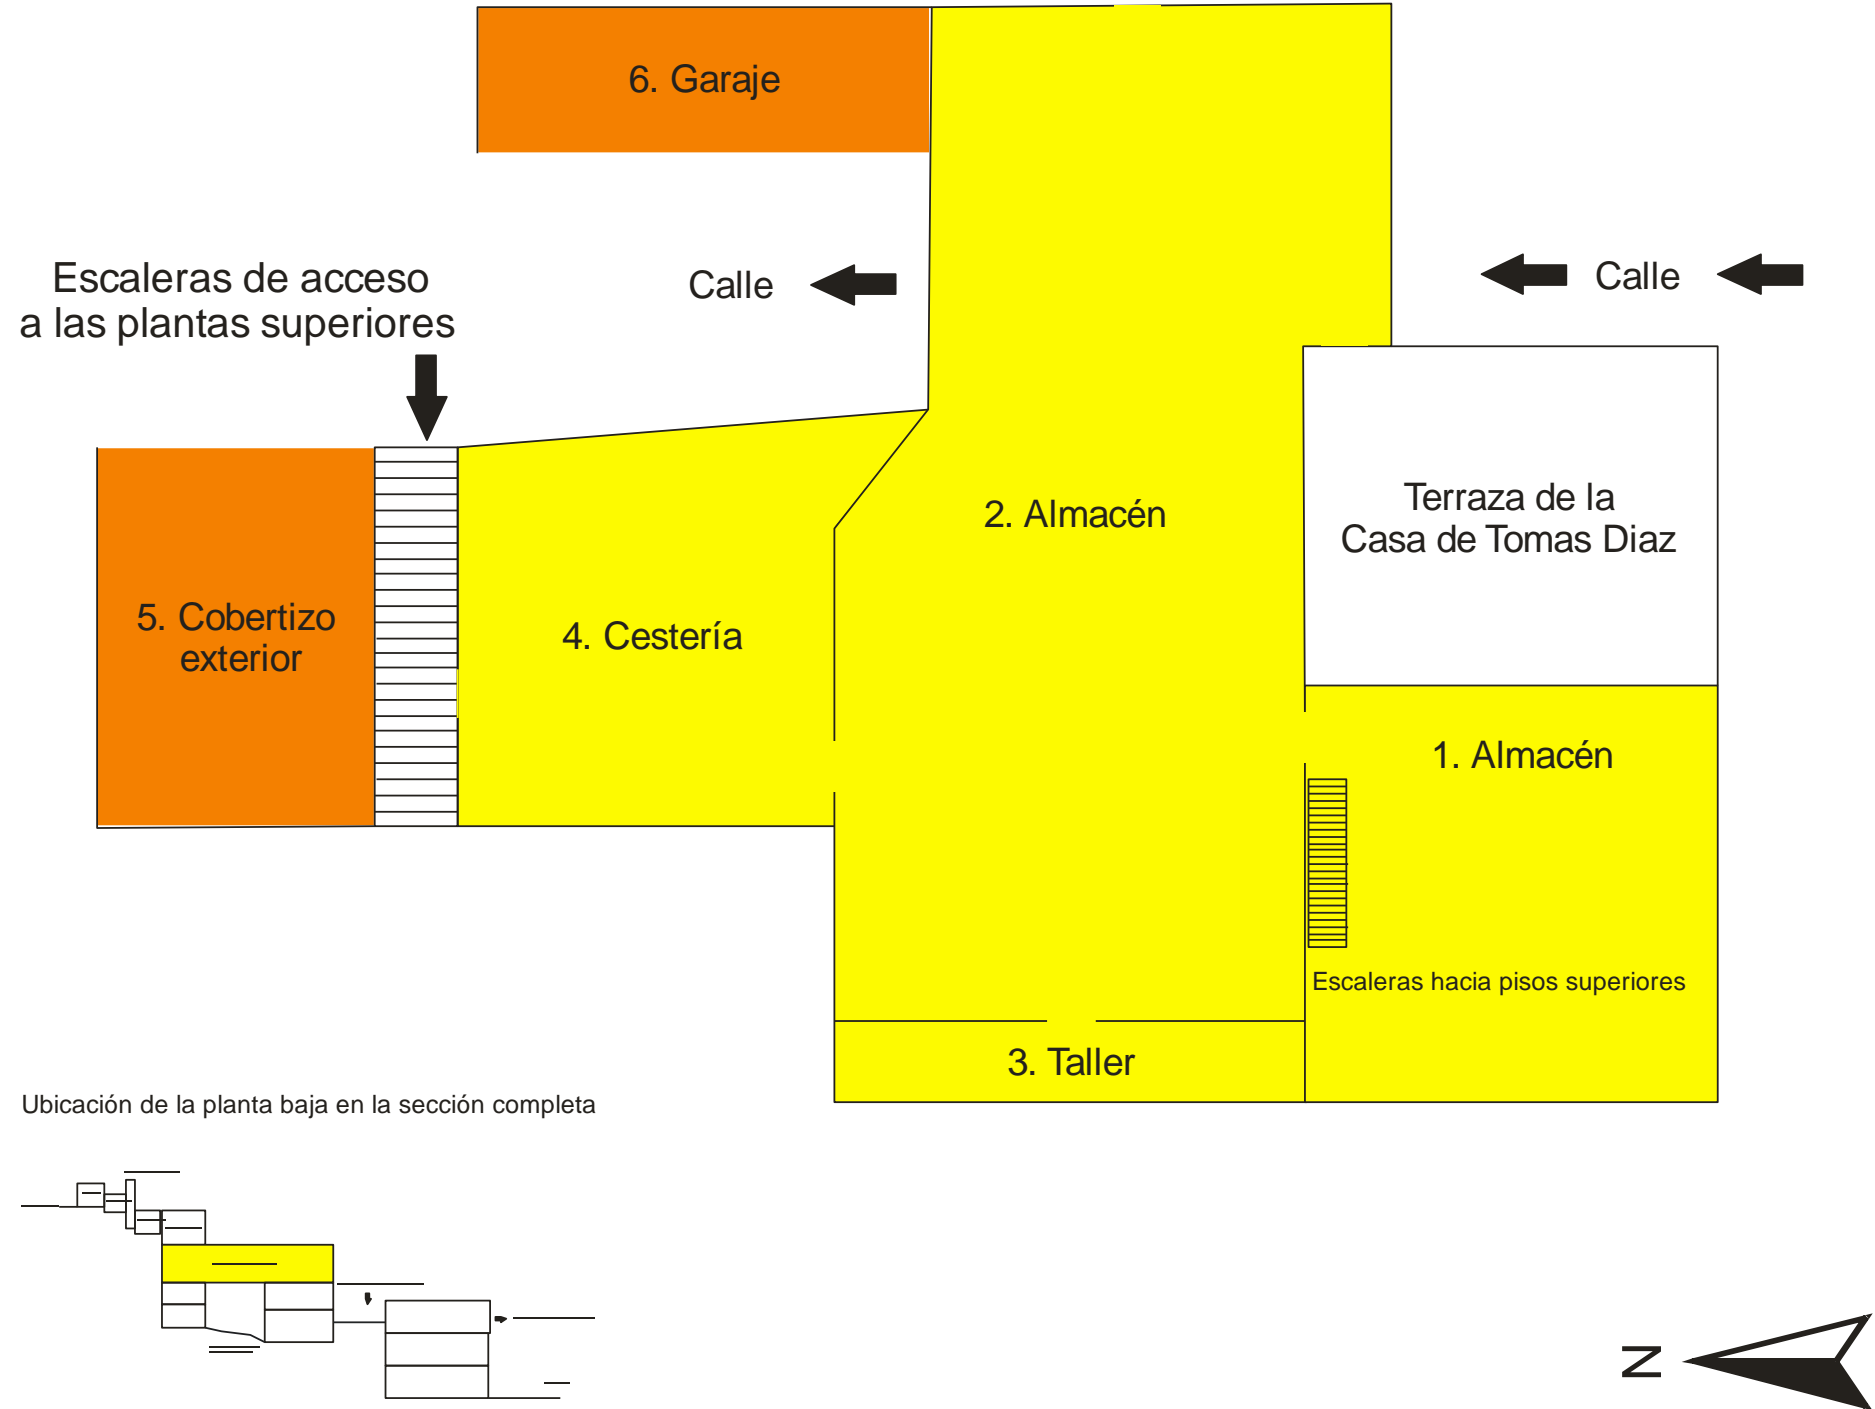 6. Garaje
Escaleras de acceso
a las plantas superiores
Calle
Calle
2. Almacén
Terraza de la
Casa de Tomas Diaz
5. Cobertizo
exterior
4. Cestería
1. Almacén
Escaleras hacia pisos superiores
3. Taller
Ubicación de la planta baja en la sección completa
N